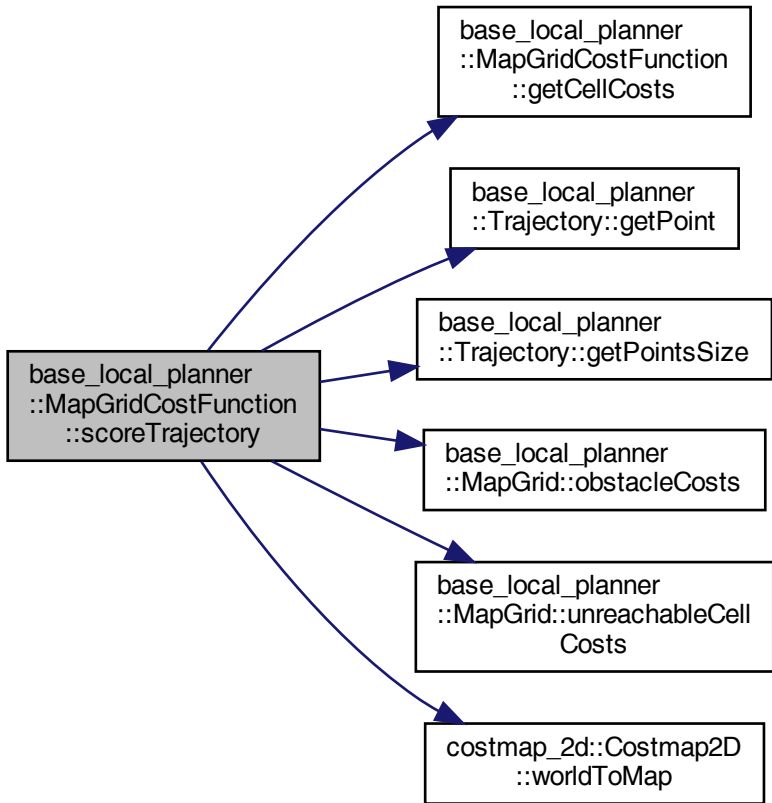 base_local_planner
::MapGridCostFunction
::getCellCosts
base_local_planner
::Trajectory::getPoint
base_local_planner
::Trajectory::getPointsSize
base_local_planner
::MapGridCostFunction
::scoreTrajectory
base_local_planner
::MapGrid::obstacleCosts
base_local_planner
::MapGrid::unreachableCell
Costs
costmap_2d::Costmap2D
::worldToMap